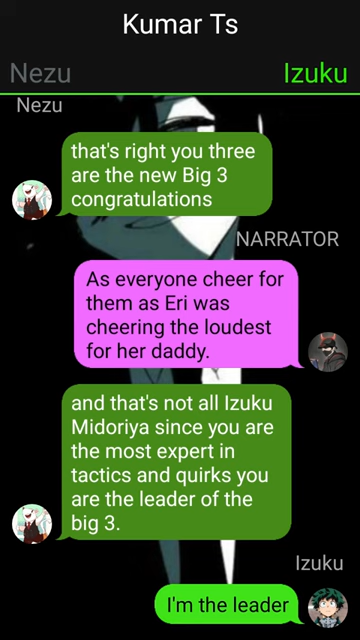 Kumar Ts
Nezu Izuku
Nezu
that's right you three
are the new Big 3
congratulations
NARRATOR
As everyone cheer for
them as Eri was
cheering the loudest
for her daddy.
and that's not all Izuku
Midoriya since you are
the most expert in
tactics and quirks you
are the leader of the
big 3.
Izuku
I'm the leader